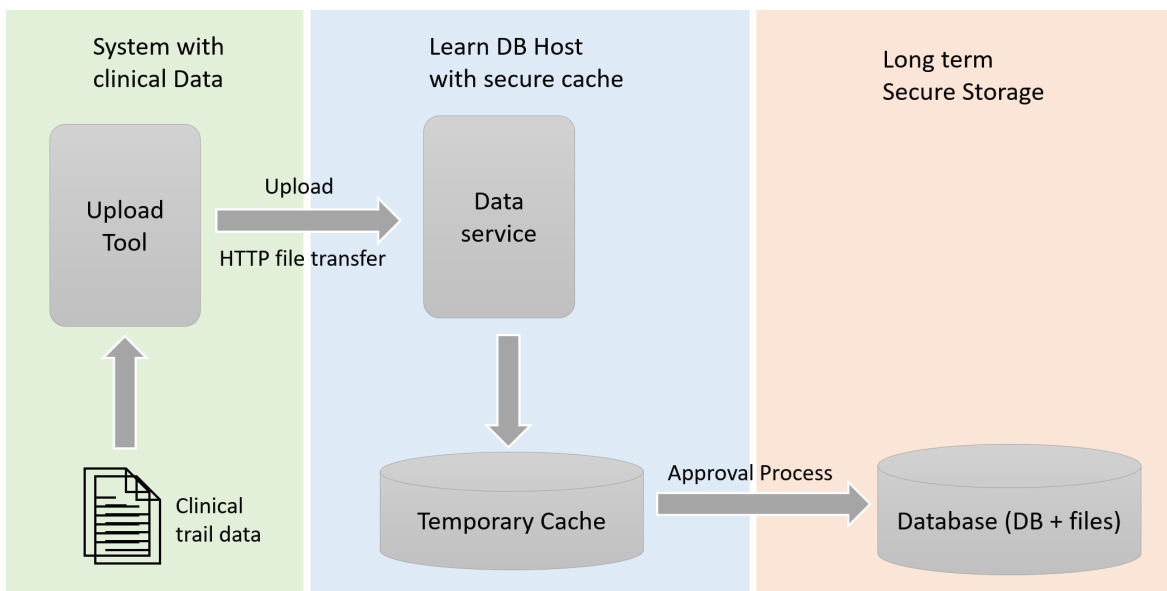 System with
clinical Data
Learn DB Host
with secure cache
Long term
Secure Storage
Upload
Tool
Upload
HTTP file transfer
Data
service
Clinical
trail data
Temporary Cache
Approval Process
Database (DB + files)